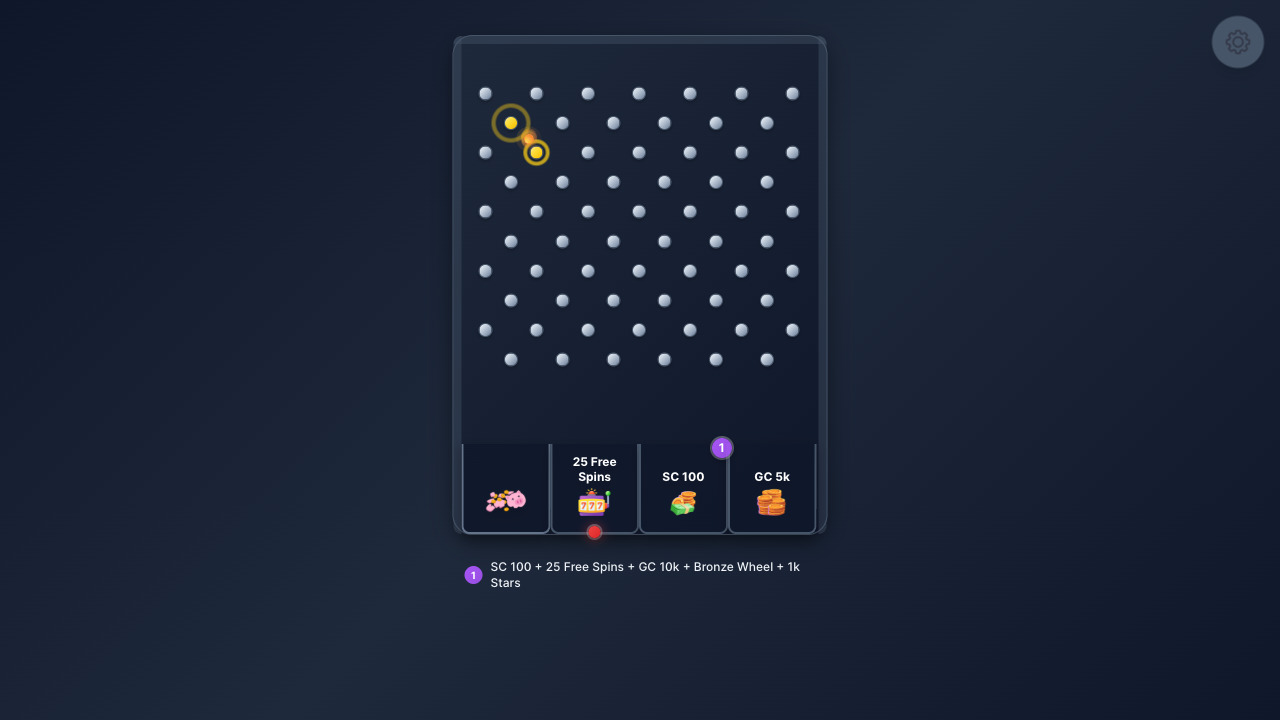 1
25 Free
Spins
SC 100
GC 5k
777
1
SC 100 + 25 Free Spins + GC 10k + Bronze Wheel + 1k
Stars